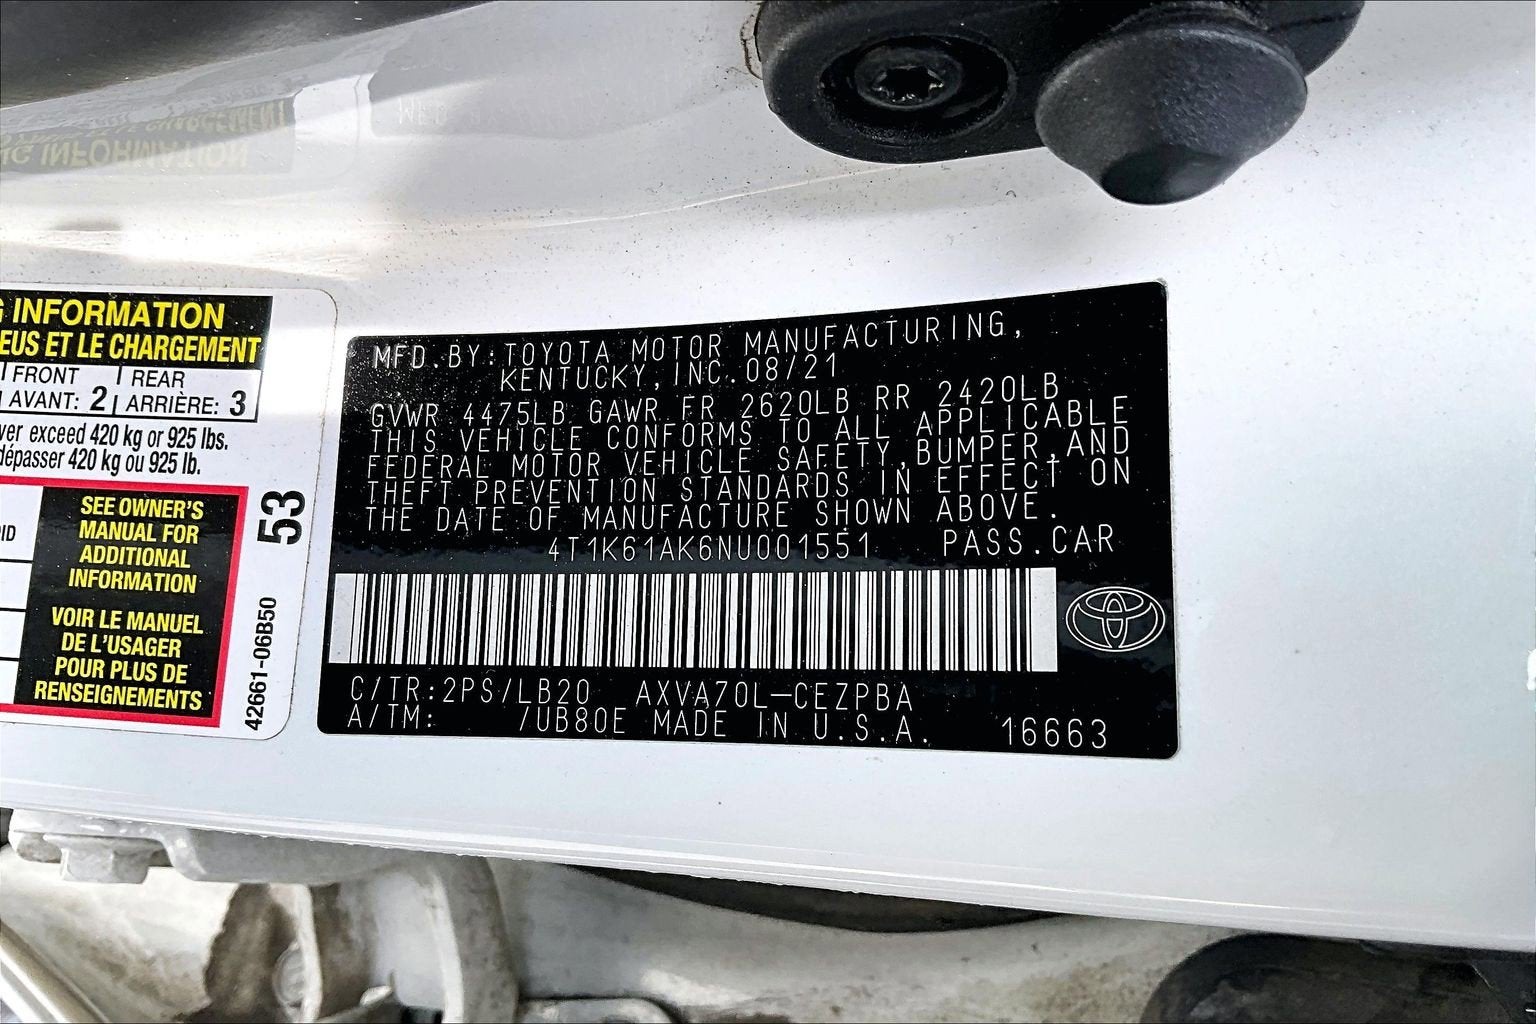 G INFORMATION
EUS ET LE CHARGEMENT
FRONT REAR
AVANT: 2 ARRIÈRE: 3
ver exceed 420 kg or 925 lbs.
dépasser 420 kg ou 925 lb.
SEE OWNER'S
MANUAL FOR
ADDITIONAL
INFORMATION
VOIR LE MANUEL
DE L'USAGER
POUR PLUS DE
RENSEIGNEMENTS
53
42661-06B50
MFD.BY:TOYOTA MOTOR MANUFACTURING,
KENTUCKY,INC.08/21
GVWR 4475LB GAWR FR 2620LB RR 2420LB
THIS VEHICLE CONFORMS TO ALL APPLICABLE
FEDERAL MOTOR VEHICLE SAFETY,BUMPER,AND
THEFT PREVENTION STANDARDS IN EFFECT ON
THE DATE OF MANUFACTURE SHOWN ABOVE.
4T1K61AK6NU001551 PASS.CAR
C/TR:2PS/LB20 AXVA70L-CEZPBA
A/TM: /UB80E MADE IN U.S.A. 16663